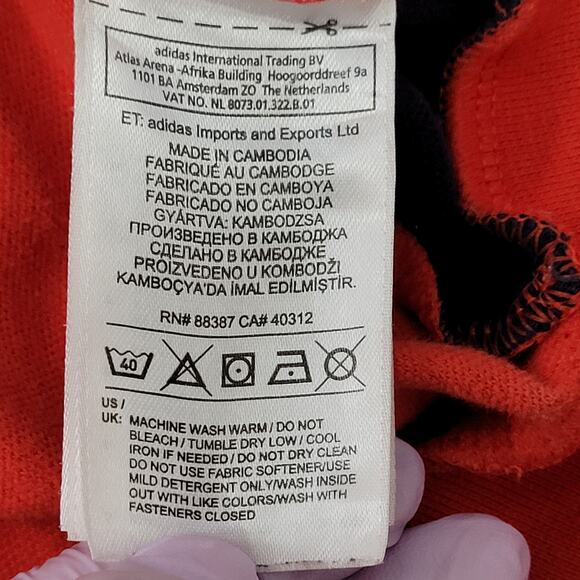 adidas International Trading BV
Atlas Arena -Afrika Building Hoogoorddreef 9a
1101 BA Amsterdam ZO The Netherlands
VAT NO. NL 8073.01.322.B.01
ET: adidas Imports and Exports Ltd
MADE IN CAMBODIA
FABRIQUÉ AU CAMBODGE
FABRICADO EN CAMBOYA
FABRICADO NO CAMBOJA
GYÁRTVA: KAMBODZSA
ПРОИЗВЕДЕНО В КАМБОДЖА
СДЕЛАНО В КАМБОДЖЕ
PROIZVEDENO U KOMBODŽI
KAMBOÇYA'DA İMAL EDİLMİŞTİR.
RN# 88387 CA# 40312
40
US /
UK: MACHINE WASH WARM / DO NOT
BLEACH / TUMBLE DRY LOW / COOL
IRON IF NEEDED / DO NOT DRY CLEAN
DO NOT USE FABRIC SOFTENER/USE
MILD DETERGENT ONLY/WASH INSIDE
OUT WITH LIKE COLORS/WASH WITH
FASTENERS CLOSED